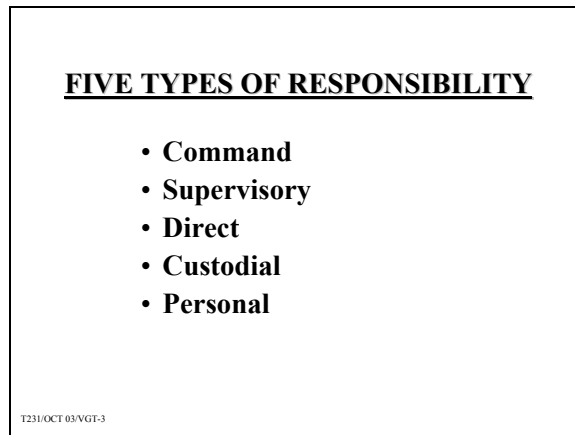 FIVE TYPES OF RESPONSIBILITY
• Command
• Supervisory
• Direct
• Custodial
• Personal
T231/OCT 03/VGT-3